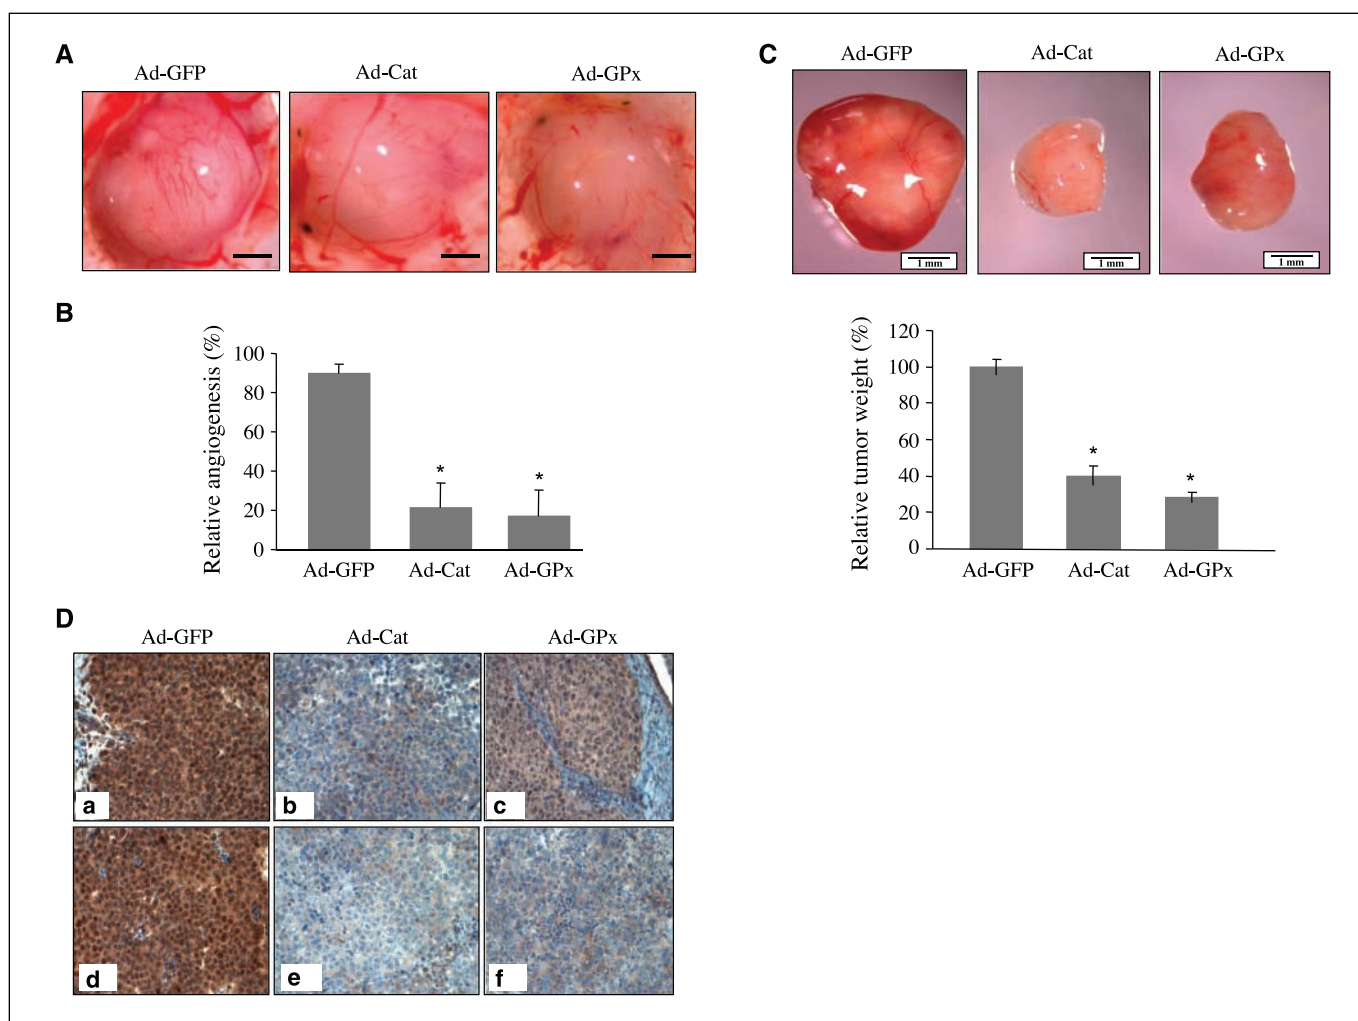 A
Ad-GFP
Ad-Cat
Ad-GPx
B
Relative angiogenesis (%)
100
80
60
40
20
0
*
*
Ad-GFP
Ad-Cat
Ad-GPx
C
Ad-GFP
Ad-Cat
Ad-GPx
1 mm
1 mm
1 mm
Relative tumor weight (%)
120
100
80
60
40
20
0
*
*
Ad-GFP
Ad-Cat
Ad-GPx
D
Ad-GFP
Ad-Cat
Ad-GPx
a
b
c
d
e
f